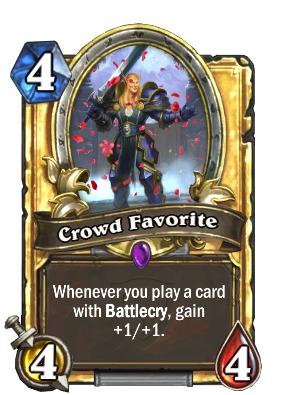 4
Crowd Favorite
Whenever you play a card
with Battlecry, gain
+1/+1.
4 4